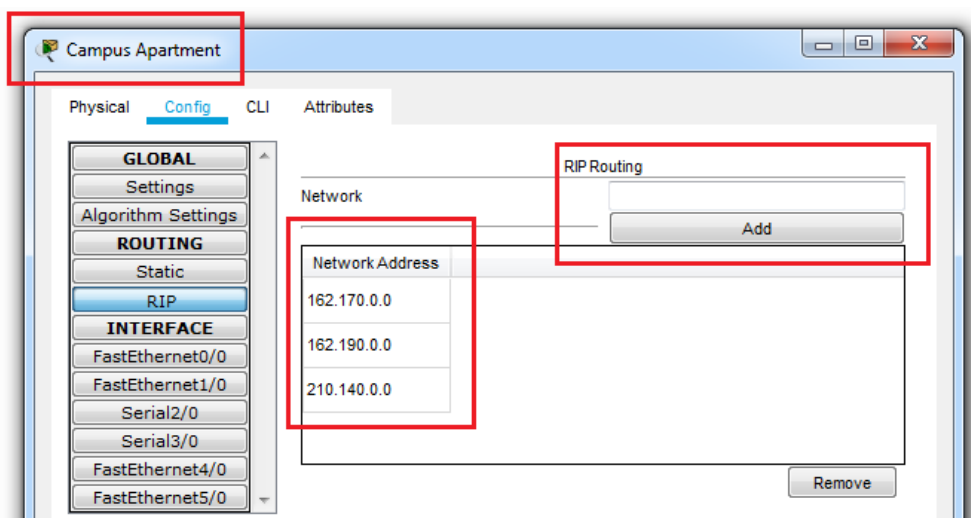 Campus Apartment
Physical Config CLI Attributes
GLOBAL
Settings
Algorithm Settings
ROUTING
Static
RIP
INTERFACE
FastEthernet0/0
FastEthernet1/0
Serial2/0
Serial3/0
FastEthernet4/0
FastEthernet5/0
RIP Routing
Network
Add
Network Address
162.170.0.0
162.190.0.0
210.140.0.0
Remove